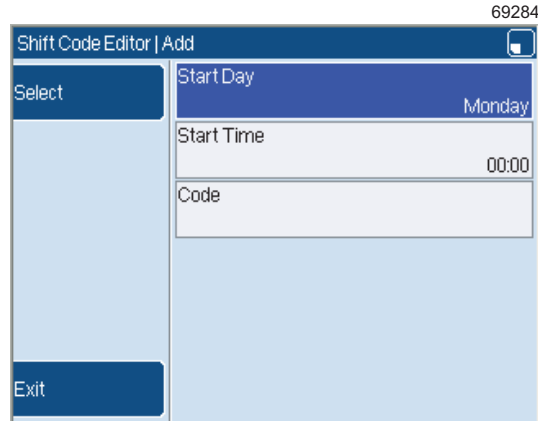 69284
Shift Code Editor | Add
Select
Start Day
Monday
Start Time
00:00
Code
Exit